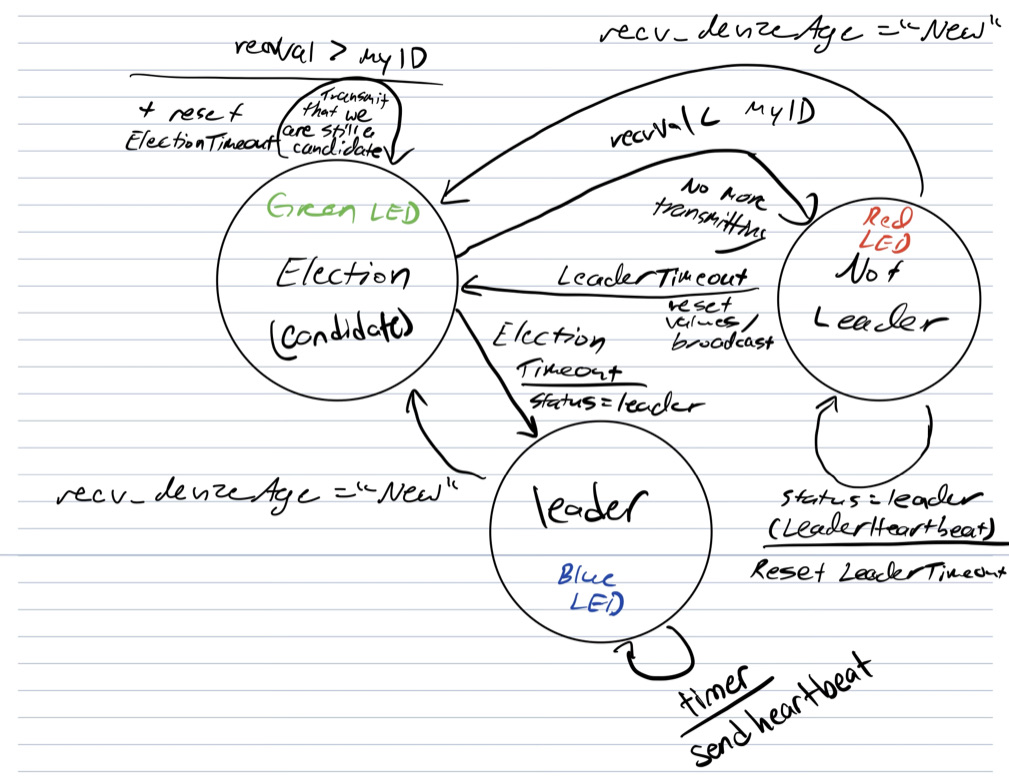 recv_deviceAge = "New"
recvVal > MyID
+ reset
ElectionTimeout
Transmit
that we
are still a
candidate
recvVal < MyID
No more
transmitting
Green LED
Election
(candidate)
Red
LED
Not
Leader
LeaderTimeout
reset
values/
broadcast
Election
Timeout
status=leader
recv_deviceAge = "New"
leader
Blue
LED
status=leader
(LeaderHeartbeat)
Reset LeaderTimeout
timer
send heartbeat